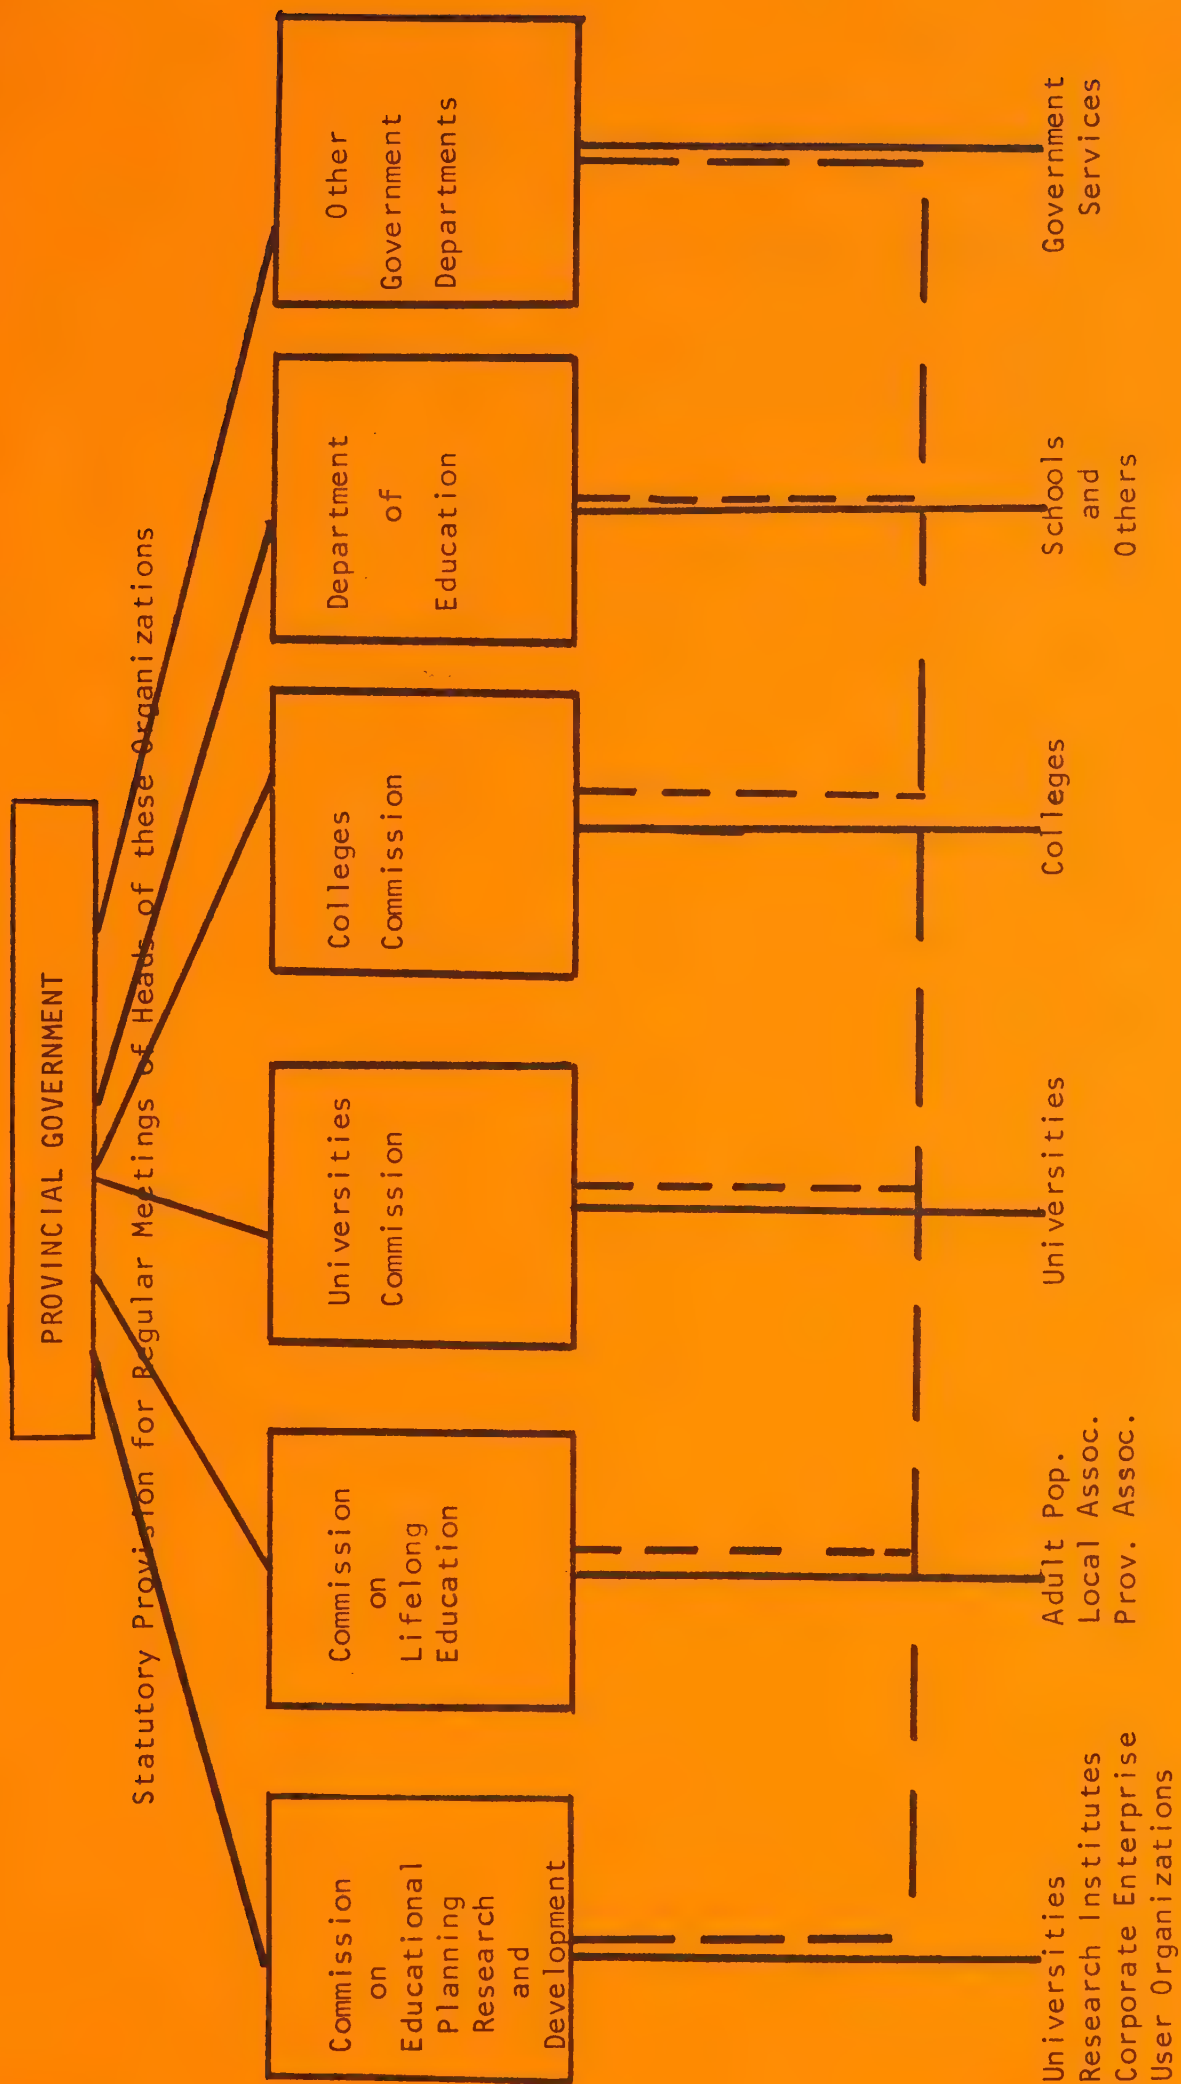 PROVINCIAL GOVERNMENT
Statutory Provision for Regular Meetings of Heads of these Organizations
Commission
on
Educational
Planning
Research
and
Development
Commission
on
Lifelong
Education
Universities
Commission
Colleges
Commission
Department
of
Education
Other
Government
Departments
Universities
Research Institutes
Corporate Enterprise
User Organizations
Adult Pop.
Local Assoc.
Prov. Assoc.
Universities
Colleges
Schools
and
Others
Government
Services